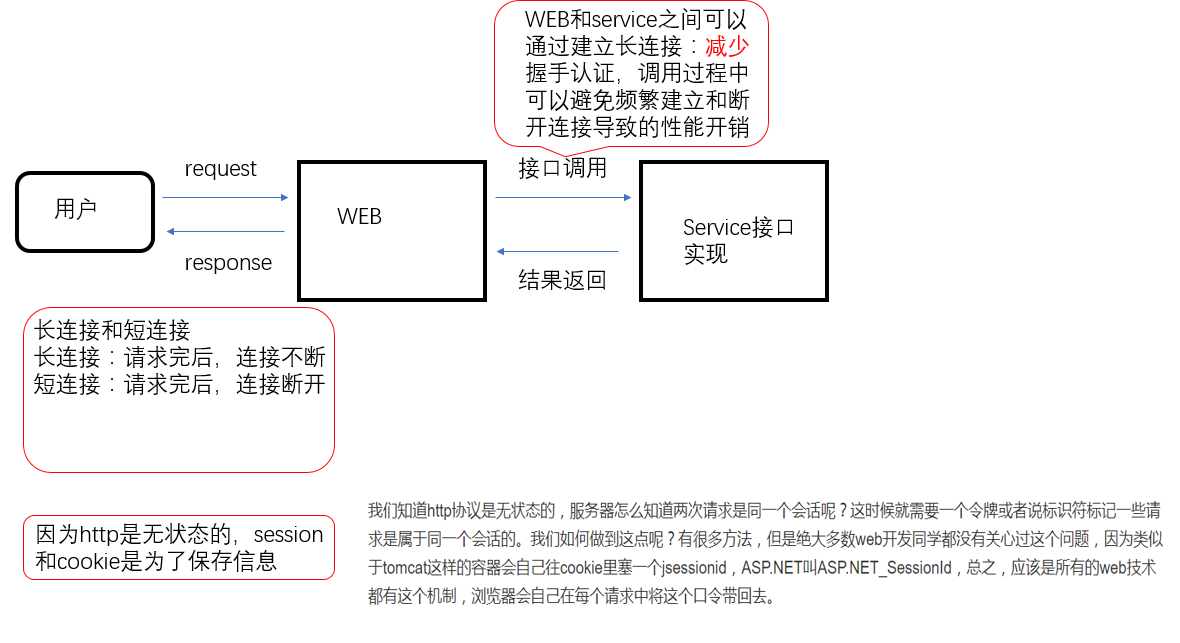 WEB和service之间可以
通过建立长连接：减少
握手认证，调用过程中
可以避免频繁建立和断
开连接导致的性能开销
request
接口调用
用户
WEB
Service接口
实现
response
结果返回
长连接和短连接
长连接：请求完后，连接不断
短连接：请求完后，连接断开
因为http是无状态的，session
和cookie是为了保存信息
我们知道http协议是无状态的，服务器怎么知道两次请求是同一个会话呢？这时候就需要一个令牌或者说标识符标记一些请
求是属于同一个会话的。我们如何做到这点呢？有很多方法，但是绝大多数web开发同学都没有关心过这个问题，因为类似
于tomcat这样的容器会自己往cookie里塞一个jsessionid，ASP.NET叫ASP.NET_SessionId，总之，应该是所有的web技术
都有这个机制，浏览器会自己在每个请求中将这个口令带回去。